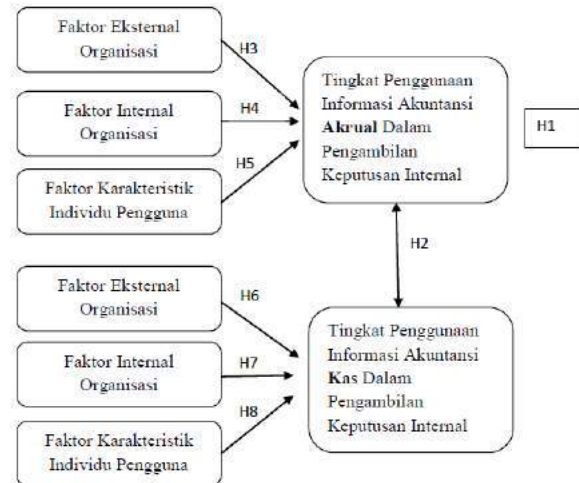 Faktor Eksternal
Organisasi
H3
Faktor Internal
Organisasi
H4
Faktor Karakteristik
Individu Pengguna
H5
Tingkat Penggunaan
Informasi Akuntansi
Akrual Dalam
Pengambilan
Keputusan Internal
H1
H2
Faktor Eksternal
Organisasi
H6
Faktor Internal
Organisasi
H7
Faktor Karakteristik
Individu Pengguna
H8
Tingkat Penggunaan
Informasi Akuntansi
Kas Dalam
Pengambilan
Keputusan Internal